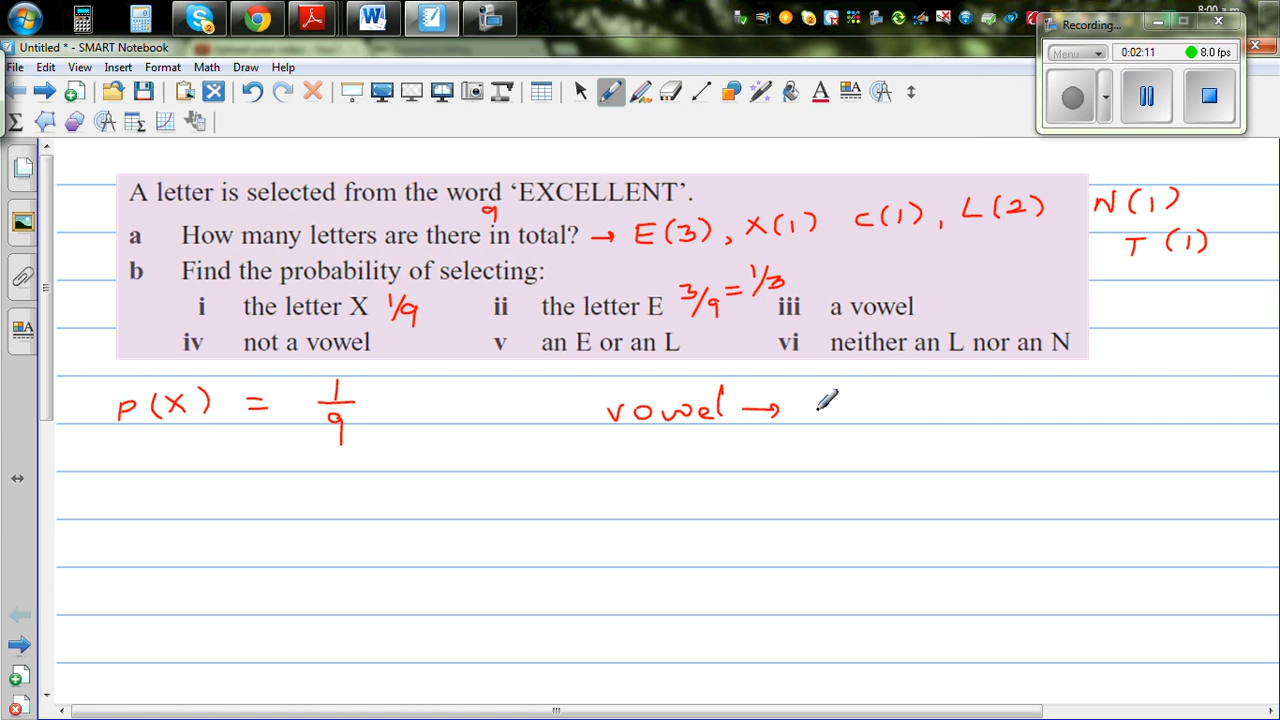 8:00 a.m.
Recording...
Untitled * - SMART Notebook
Menu
0:02:11
8.0 fps
File Edit View Insert Format Math Draw Help
A letter is selected from the word ‘EXCELLENT’.
9
a How many letters are there in total? → E(3), X(1) C(1), L(2) N(1)
T(1)
b Find the probability of selecting:
i the letter X 1/9 ii the letter E 3/9 = 1/3 iii a vowel
iv not a vowel v an E or an L vi neither an L nor an N
P(X) = 1/9 vowel →